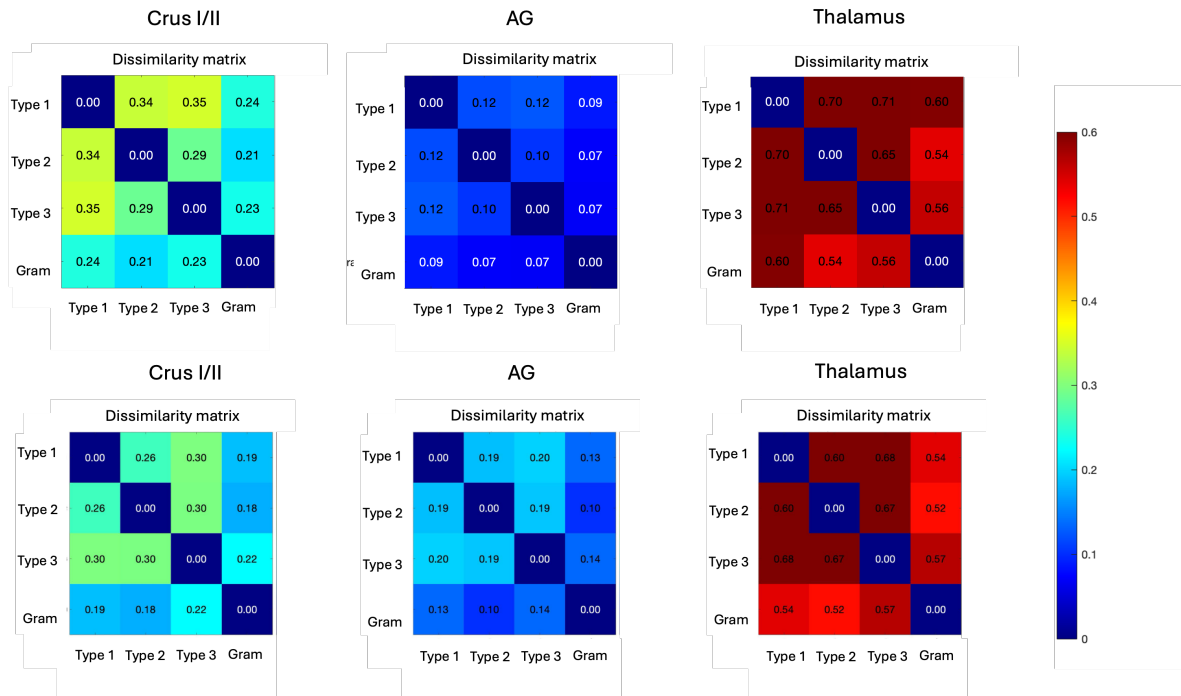 Crus I/II AG Thalamus
Dissimilarity matrix Dissimilarity matrix Dissimilarity matrix
Type 1 0.00 0.34 0.35 0.24 Type 1 0.00 0.12 0.12 0.09 Type 1 0.00 0.70 0.71 0.60
0.6
Type 2 0.34 0.00 0.29 0.21 Type 2 0.12 0.00 0.10 0.07 Type 2 0.70 0.00 0.65 0.54
Type 3 0.35 0.29 0.00 0.23 Type 3 0.12 0.10 0.00 0.07 Type 3 0.71 0.65 0.00 0.56
0.5
Gram 0.24 0.21 0.23 0.00 Gram 0.09 0.07 0.07 0.00 Gram 0.60 0.54 0.56 0.00
0.4
Type 1 Type 2 Type 3 Gram Type 1 Type 2 Type 3 Gram Type 1 Type 2 Type 3 Gram
Crus I/II AG Thalamus
0.3
Dissimilarity matrix Dissimilarity matrix Dissimilarity matrix
Type 1 0.00 0.26 0.30 0.19 Type 1 0.00 0.19 0.20 0.13 Type 1 0.00 0.60 0.68 0.54
0.2
Type 2 0.26 0.00 0.30 0.18 Type 2 0.19 0.00 0.19 0.10 Type 2 0.60 0.00 0.67 0.52
0.1
Type 3 0.30 0.30 0.00 0.22 Type 3 0.20 0.19 0.00 0.14 Type 3 0.68 0.67 0.00 0.57
Gram 0.19 0.18 0.22 0.00 Gram 0.13 0.10 0.14 0.00 Gram 0.54 0.52 0.57 0.00
0
Type 1 Type 2 Type 3 Gram Type 1 Type 2 Type 3 Gram Type 1 Type 2 Type 3 Gram